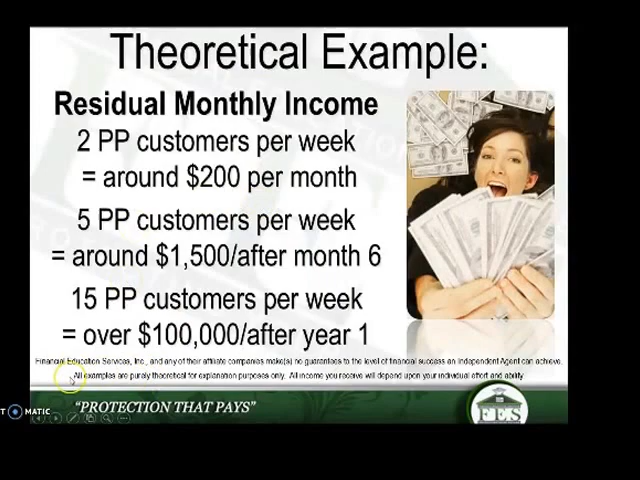 Theoretical Example:
Residual Monthly Income
2 PP customers per week
= around $200 per month
5 PP customers per week
= around $1,500/after month 6
15 PP customers per week
= over $100,000/after year 1
Financial Education Services, Inc., and any of their affiliate companies make(s) no guarantees to the level of financial success an Independent Agent can achieve.
All examples are purely theoretical for explanation purposes only. All income you receive will depend upon your individual effort and ability
"PROTECTION THAT PAYS"
FES
MATIC